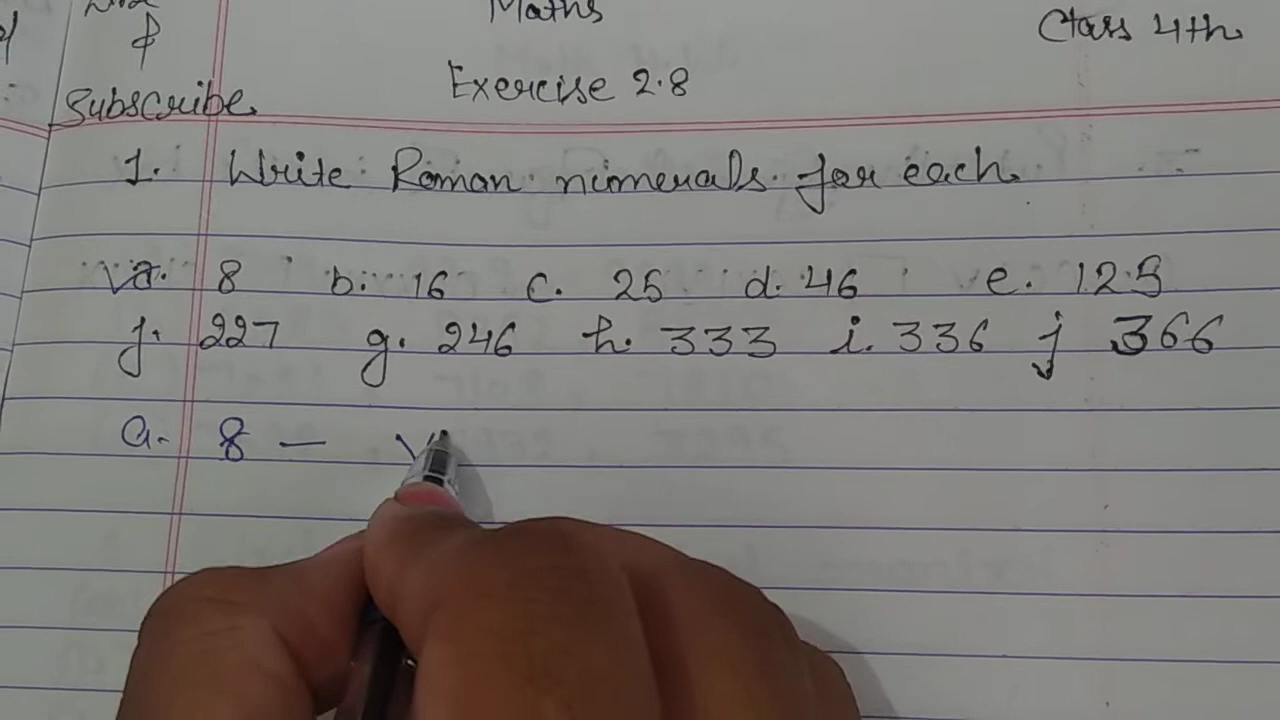 Maths
Class 4th
&
Subscribe
Exercise 2.8
1. Write Roman numerals for each.
a. 8 b. 16 c. 25 d. 46 e. 125
f. 227 g. 246 h. 333 i. 336 j 366
a. 8 — V